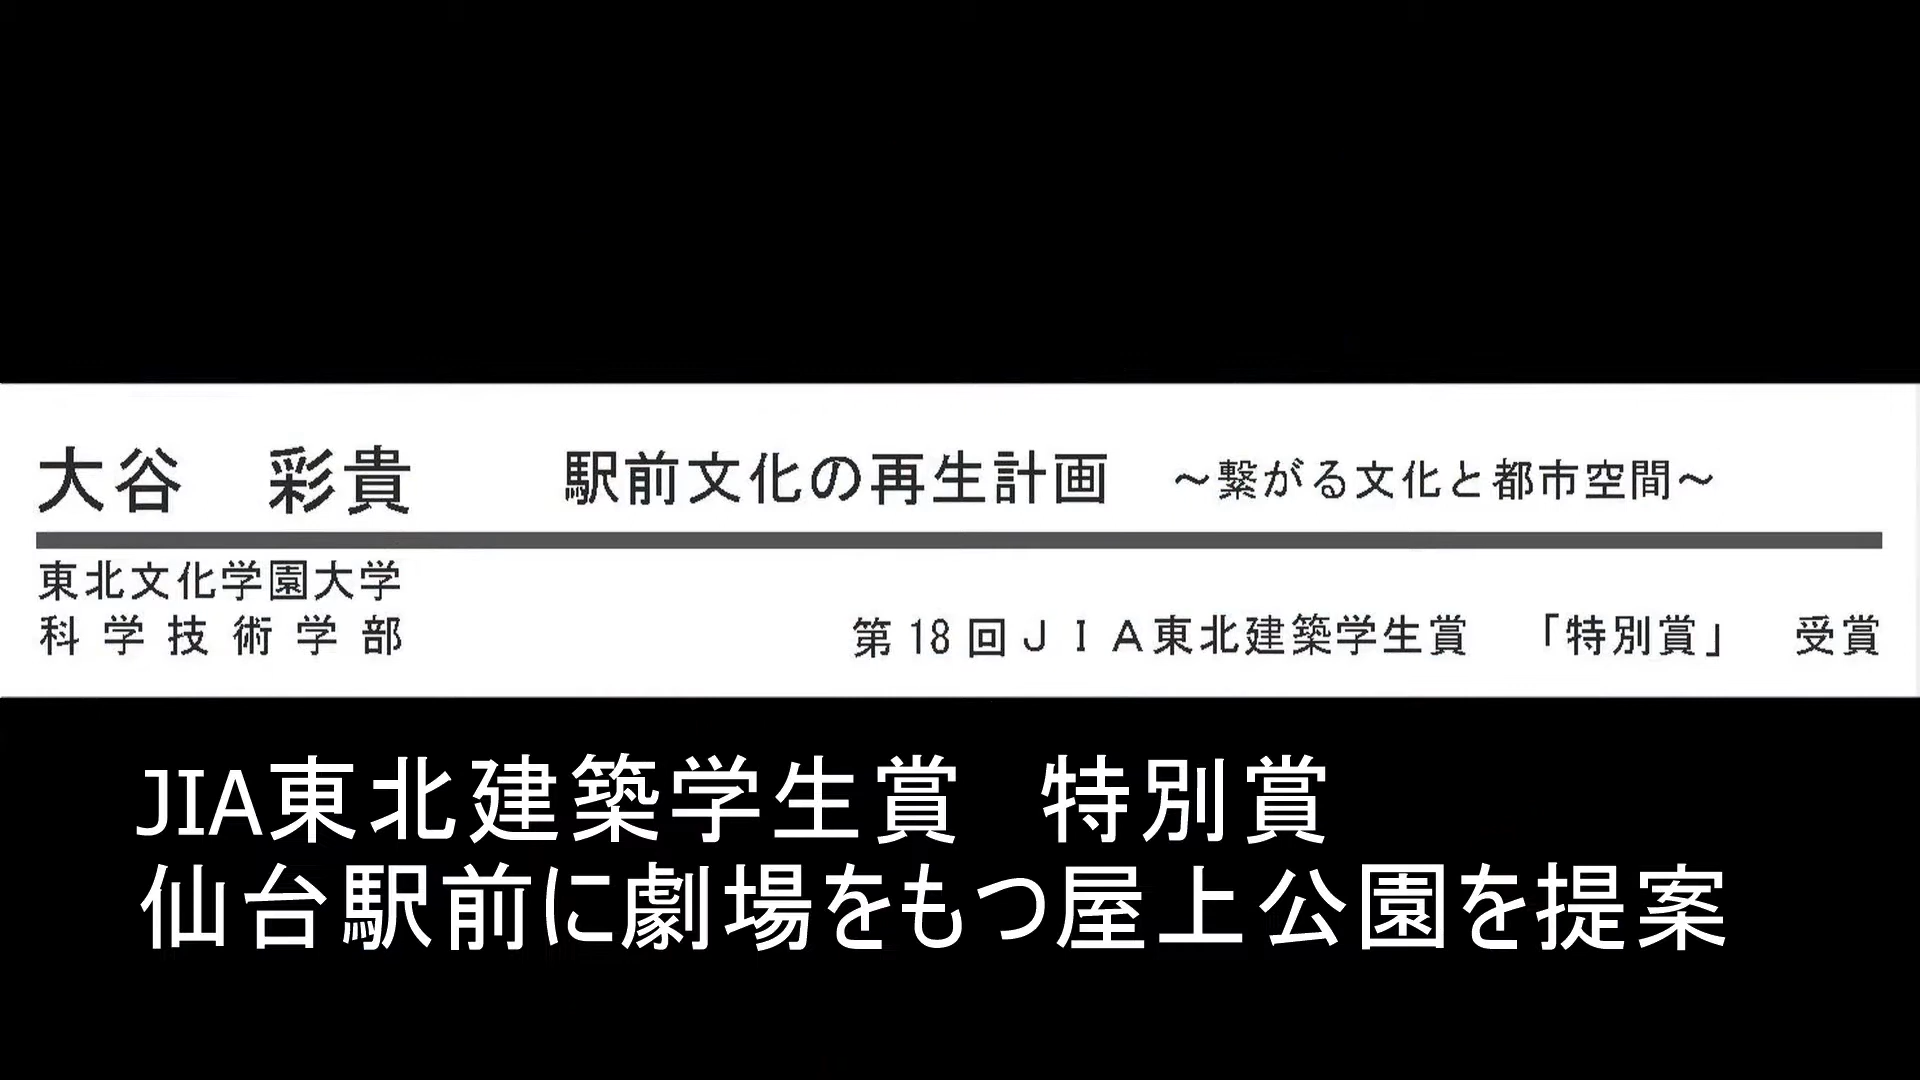 大谷　彩貴　駅前文化の再生計画　～繋がる文化と都市空間～
東北文化学園大学
科学技術学部
第18回ＪＩＡ東北建築学生賞　「特別賞」　受賞
JIA東北建築学生賞　特別賞
仙台駅前に劇場をもつ屋上公園を提案